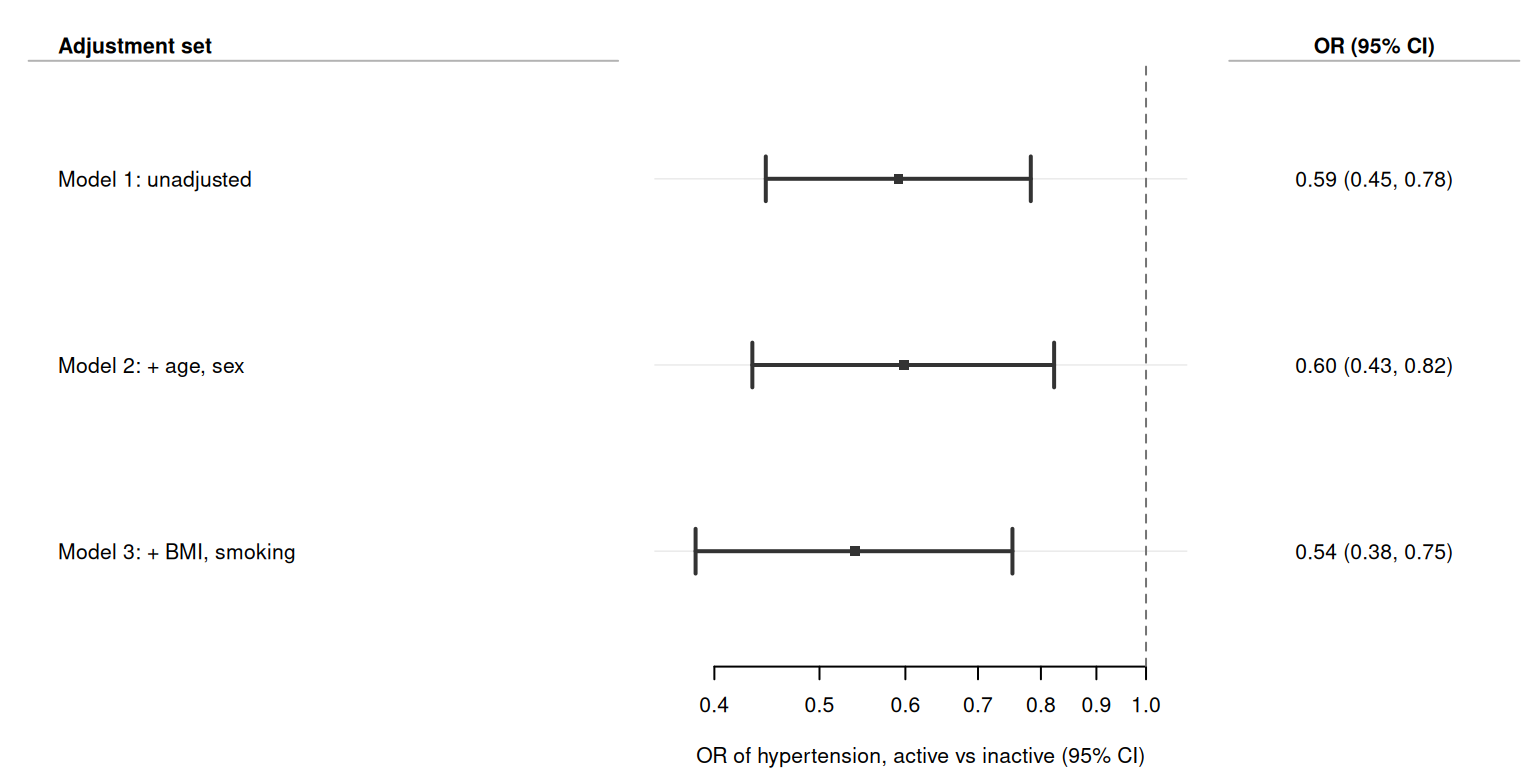 Adjustment set OR (95% CI)
Model 1: unadjusted 0.59 (0.45, 0.78)
Model 2: + age, sex 0.60 (0.43, 0.82)
Model 3: + BMI, smoking 0.54 (0.38, 0.75)
0.4 0.5 0.6 0.7 0.8 0.9 1.0
OR of hypertension, active vs inactive (95% CI)